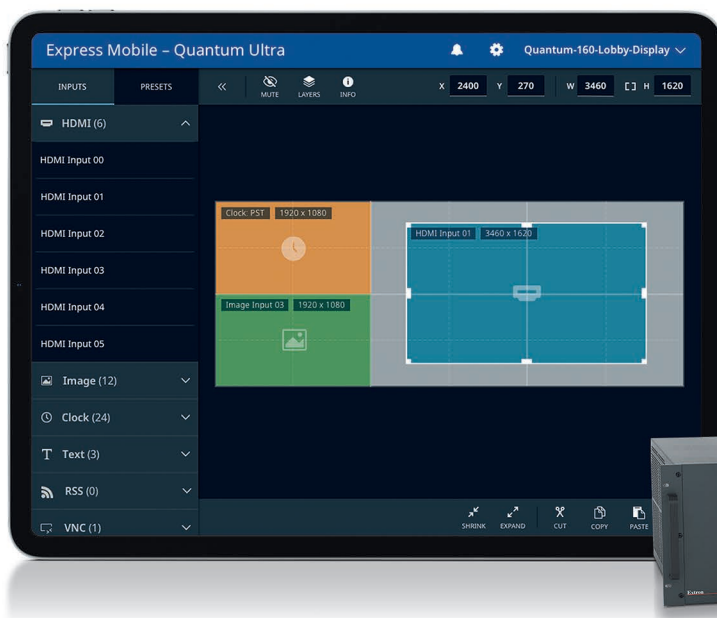 Express Mobile – Quantum Ultra
Quantum-160-Lobby-Display
INPUTS PRESETS
MUTE LAYERS INFO
X 2400 Y 270 W 3460 H 1620
HDMI (6)
HDMI Input 00
HDMI Input 01
HDMI Input 02
HDMI Input 03
HDMI Input 04
HDMI Input 05
Image (12)
Clock (24)
Text (3)
RSS (0)
VNC (1)
Clock: PST 1920 x 1080
HDMI Input 01 3460 x 1620
Image Input 03 1920 x 1080
SHRINK EXPAND CUT COPY PASTE
Extron